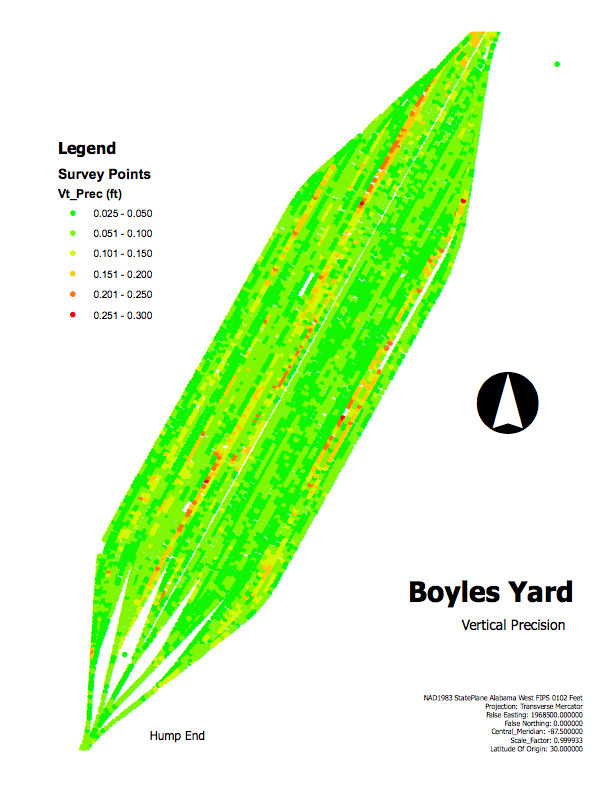 Legend
Survey Points
Vt_Prec (ft)
0.025 - 0.050
0.051 - 0.100
0.101 - 0.150
0.151 - 0.200
0.201 - 0.250
0.251 - 0.300
Boyles Yard
Vertical Precision
NAD1983 StatePlane Alabama West FIPS 0102 Feet
Projection: Transverse Mercator
False Easting: 1968500.000000
False Northing: 0.000000
Central_Meridian: -87.500000
Scale_Factor: 0.999933
Latitude Of Origin: 30.000000
Hump End